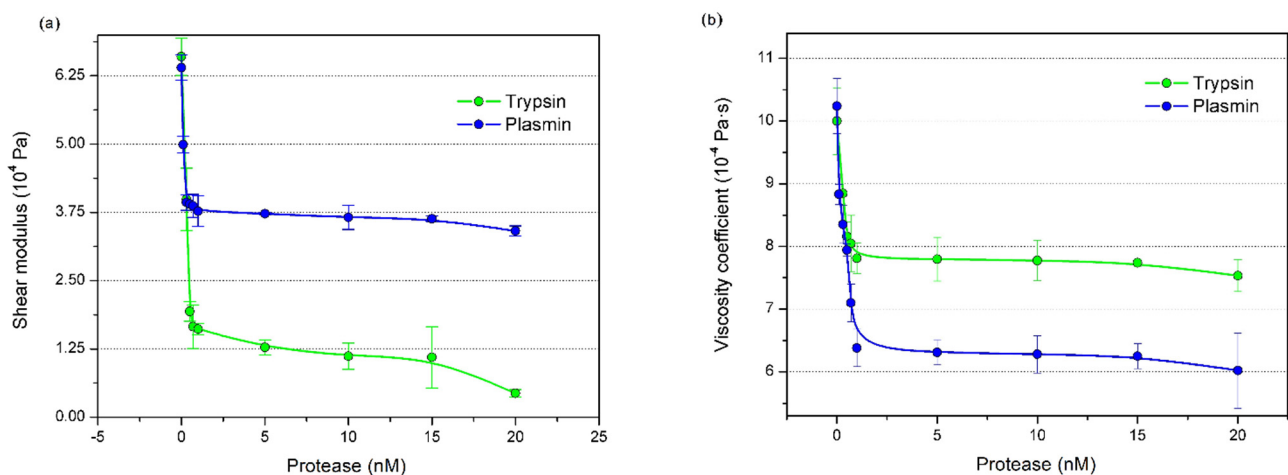 (a)
6.25
5.00
3.75
2.50
1.25
0.00
-5
0
5
10
15
20
25
Shear modulus (10⁴ Pa)
Protease (nM)
Trypsin
Plasmin
(b)
11
10
9
8
7
6
0
5
10
15
20
Viscosity coefficient (10⁻⁴ Pa·s)
Protease (nM)
Trypsin
Plasmin